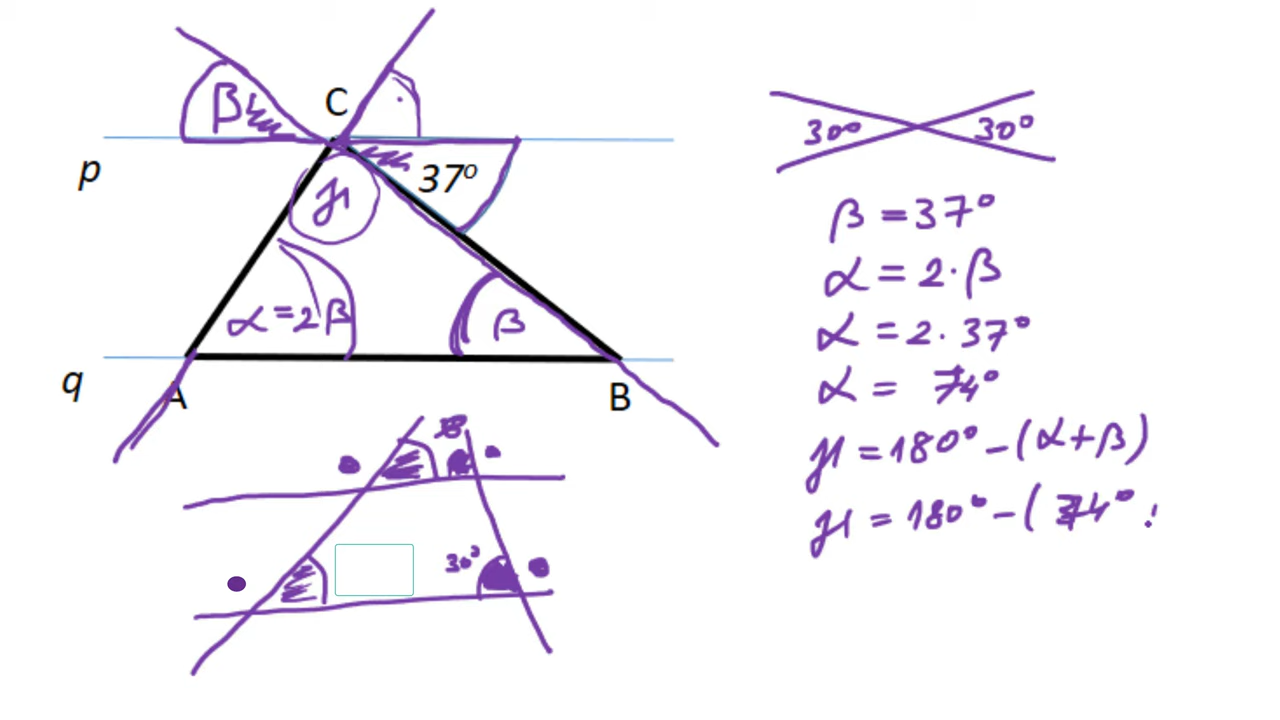 C
β
p
37°
γ
α = 2β
β
q
A
B
30°
30° 30°
β = 37°
α = 2·β
α = 2·37°
α = 74°
γ = 180° - (α + β)
γ = 180° - (74°